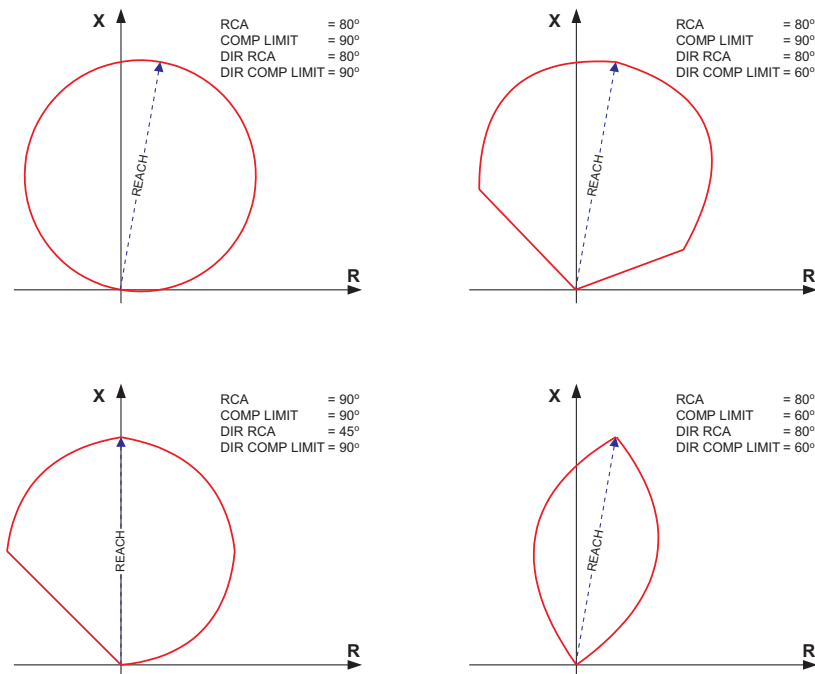 X
RCA = 80º
COMP LIMIT = 90º
DIR RCA = 80º
DIR COMP LIMIT = 90º
REACH
R
X
RCA = 80º
COMP LIMIT = 90º
DIR RCA = 80º
DIR COMP LIMIT = 60º
REACH
R
X
RCA = 90º
COMP LIMIT = 90º
DIR RCA = 45º
DIR COMP LIMIT = 90º
REACH
R
X
RCA = 80º
COMP LIMIT = 60º
DIR RCA = 80º
DIR COMP LIMIT = 60º
REACH
R